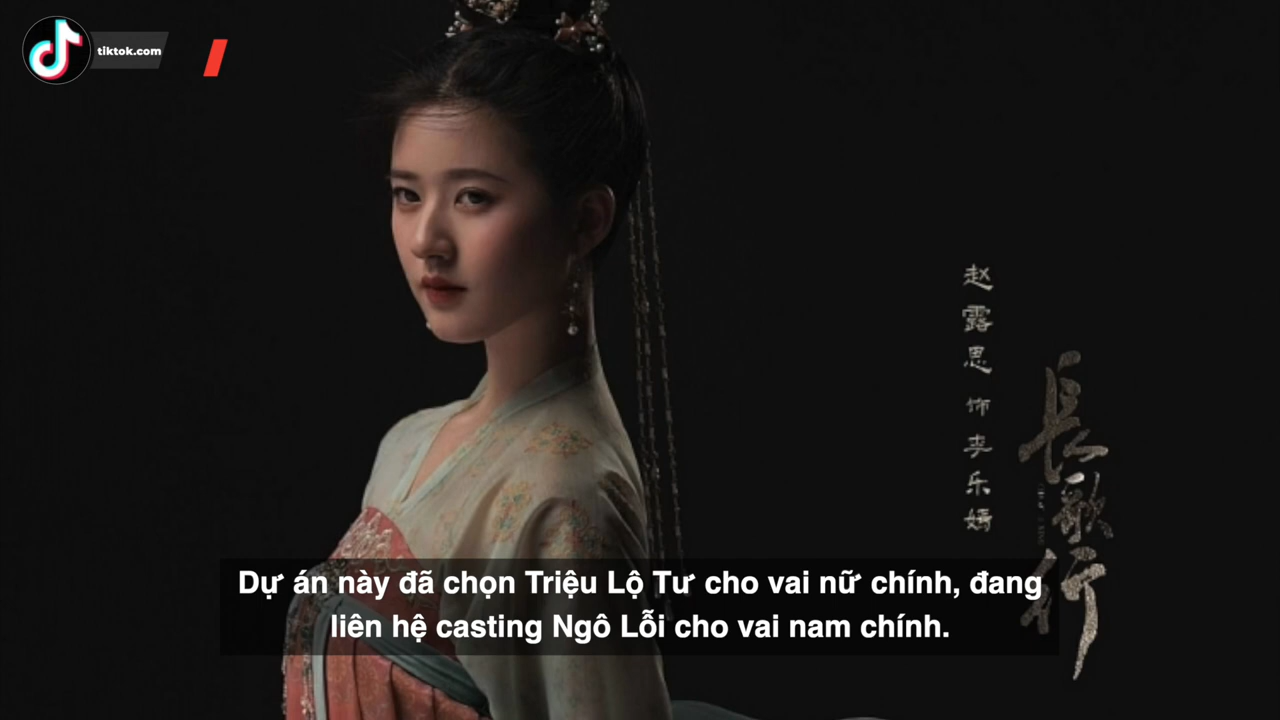 tiktok.com
赵露思饰李乐嫣
長歌行
Dự án này đã chọn Triệu Lộ Tư cho vai nữ chính, đang
liên hệ casting Ngô Lỗi cho vai nam chính.